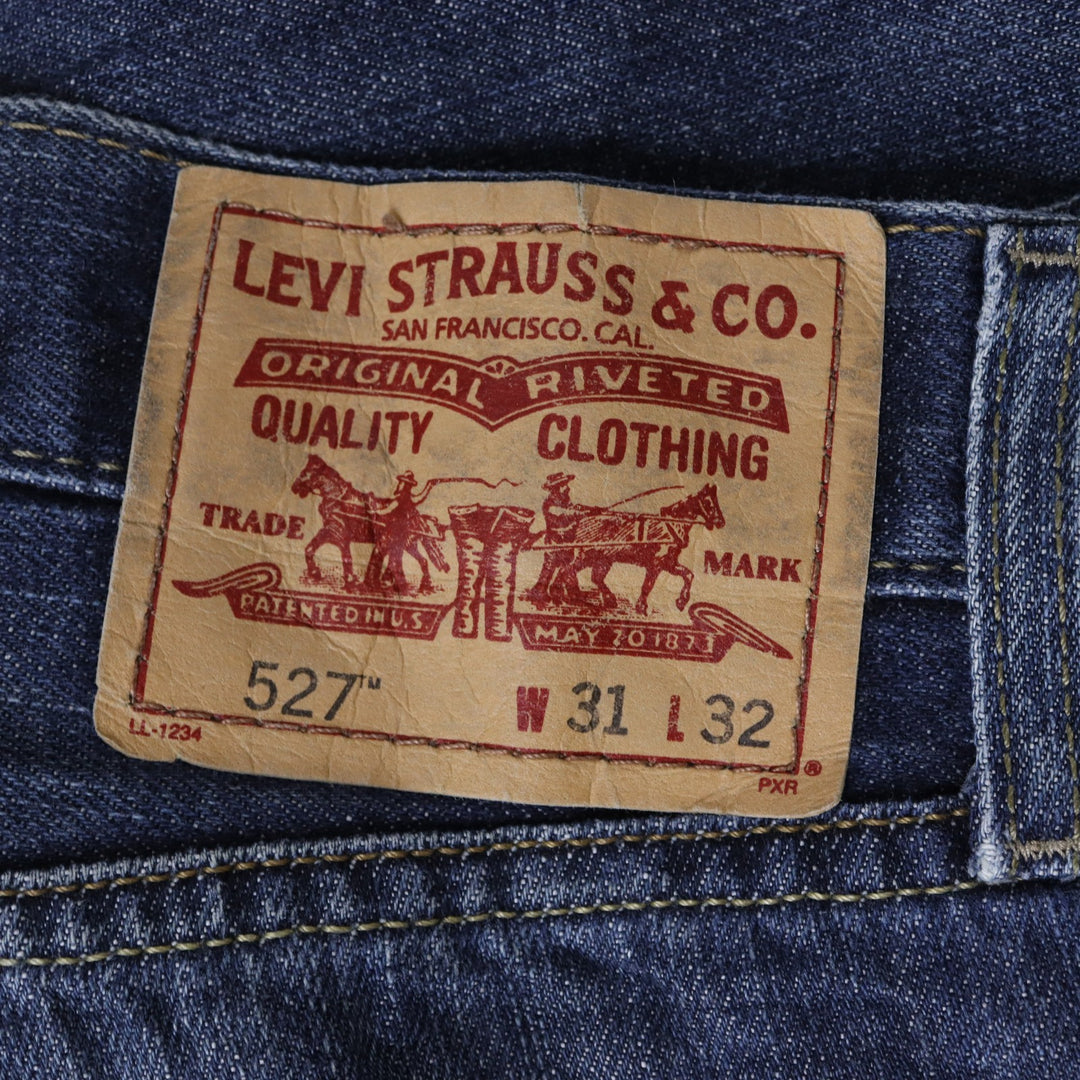 LEVI STRAUSS & CO.
SAN FRANCISCO. CAL.
ORIGINAL RIVETED
QUALITY CLOTHING
TRADE MARK
PATENTED IN U.S. MAY 20 1873
527™ W 31 L 32
LL-1234 ®
PXR